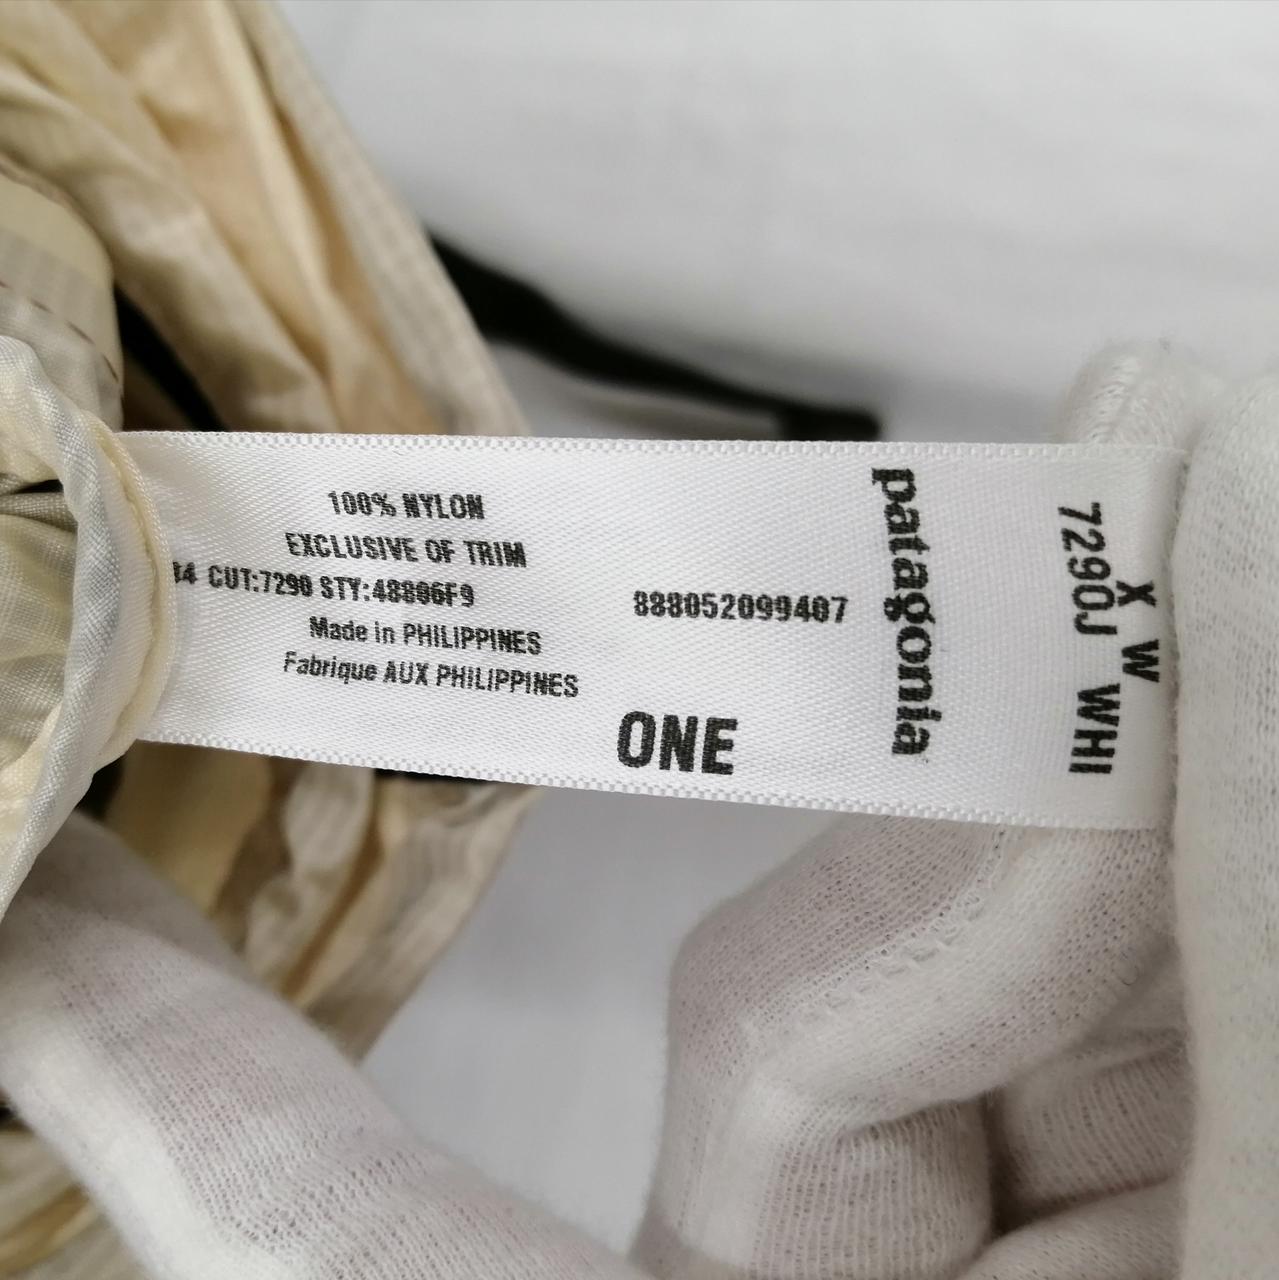 100% NYLON
EXCLUSIVE OF TRIM
CUT:7290 STY:48806F9
Made in PHILIPPINES
Fabrique AUX PHILIPPINES
888052099407
ONE
patagonia
7290J WHI
X W